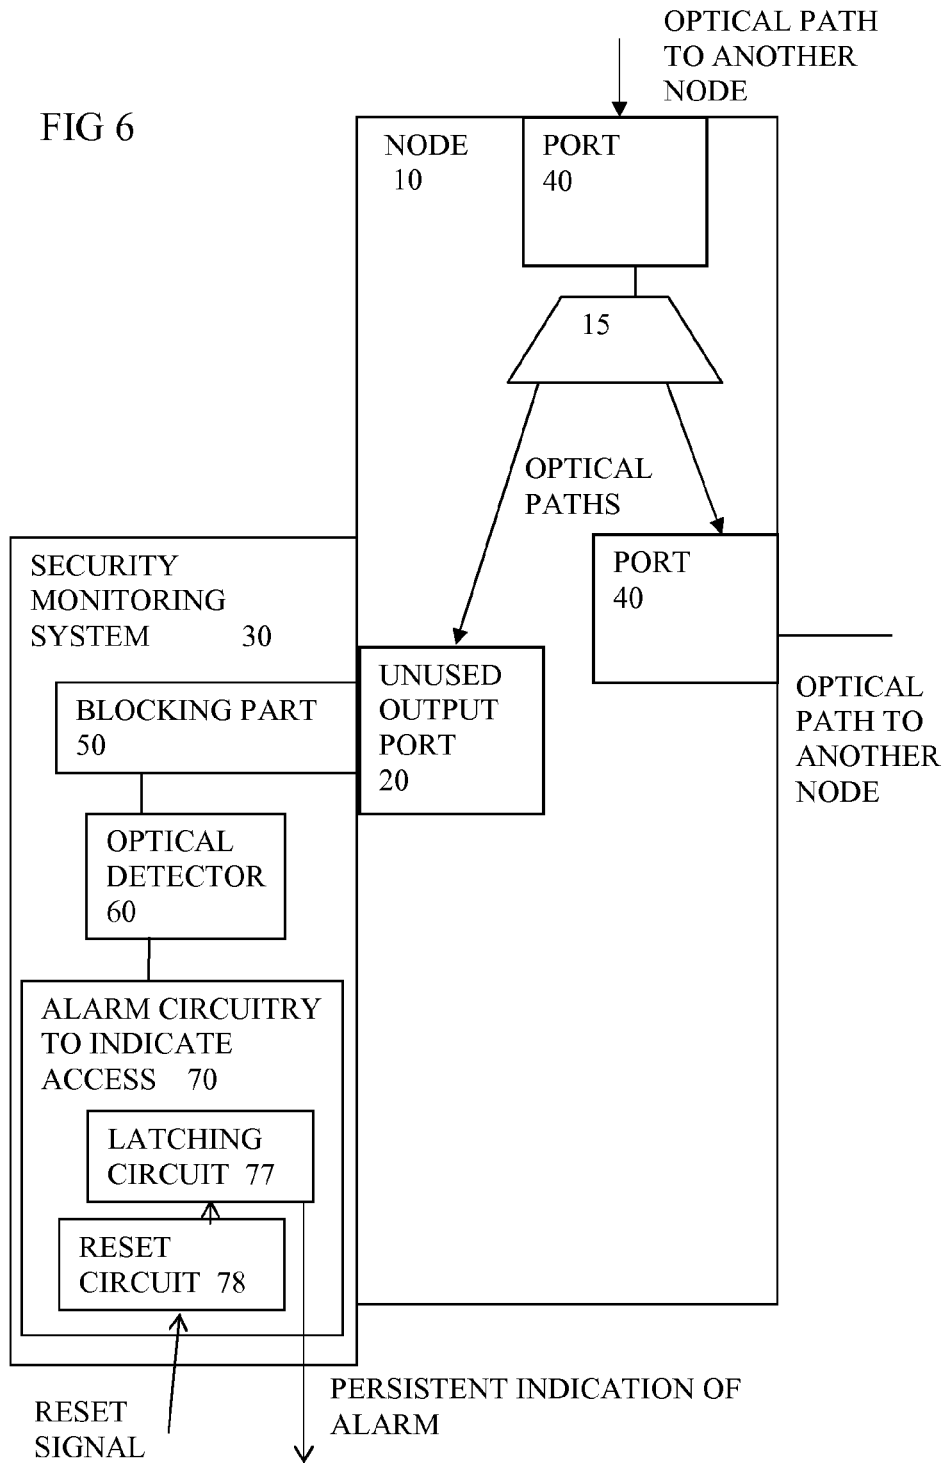 OPTICAL PATH
TO ANOTHER
NODE
FIG 6
NODE
10
PORT
40
15
OPTICAL
PATHS
PORT
40
OPTICAL
PATH TO
ANOTHER
NODE
SECURITY
MONITORING
SYSTEM 30
UNUSED
OUTPUT
PORT
20
BLOCKING PART
50
OPTICAL
DETECTOR
60
ALARM CIRCUITRY
TO INDICATE
ACCESS 70
LATCHING
CIRCUIT 77
RESET
CIRCUIT 78
RESET
SIGNAL
PERSISTENT INDICATION OF
ALARM